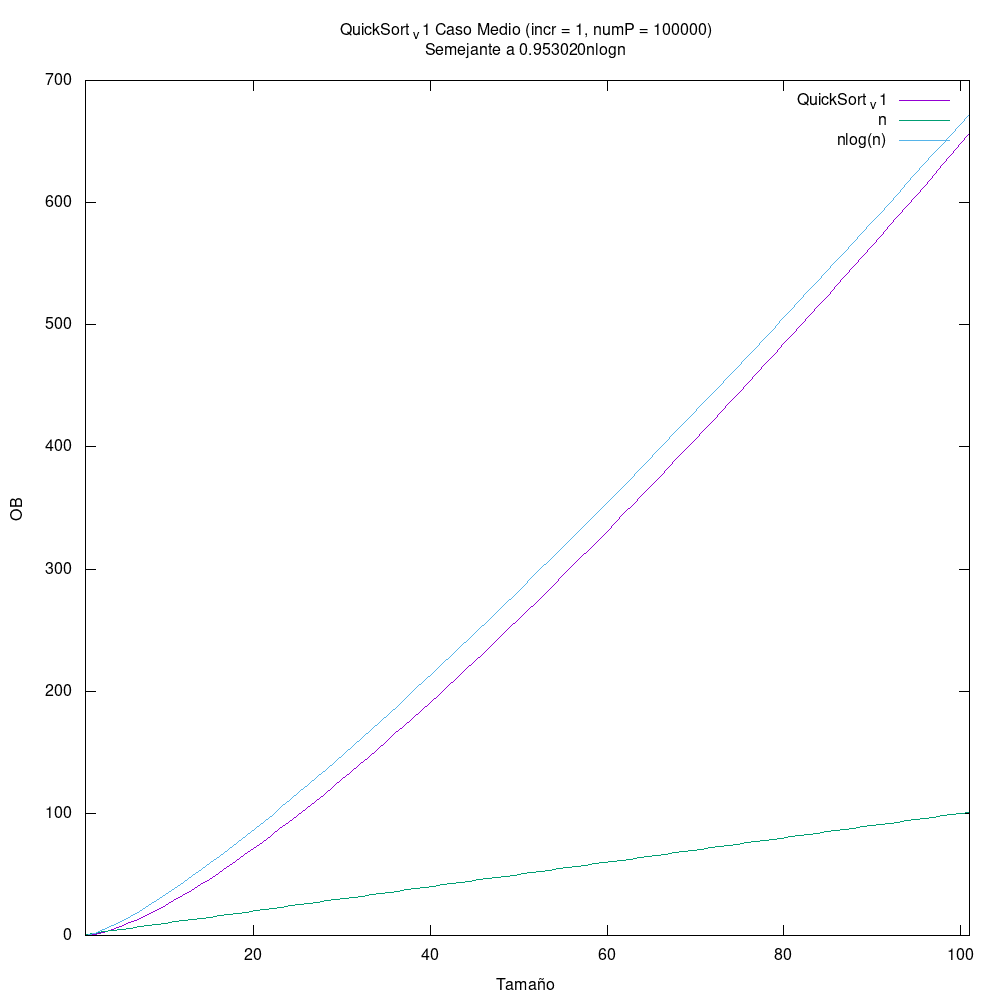 QuickSort v 1 Caso Medio (incr = 1, numP = 100000)
Semejante a 0.953020nlogn
700
600
500
400
300
200
100
0
QuickSort v 1
n
nlog(n)
OB
20 40 60 80 100
Tamaño